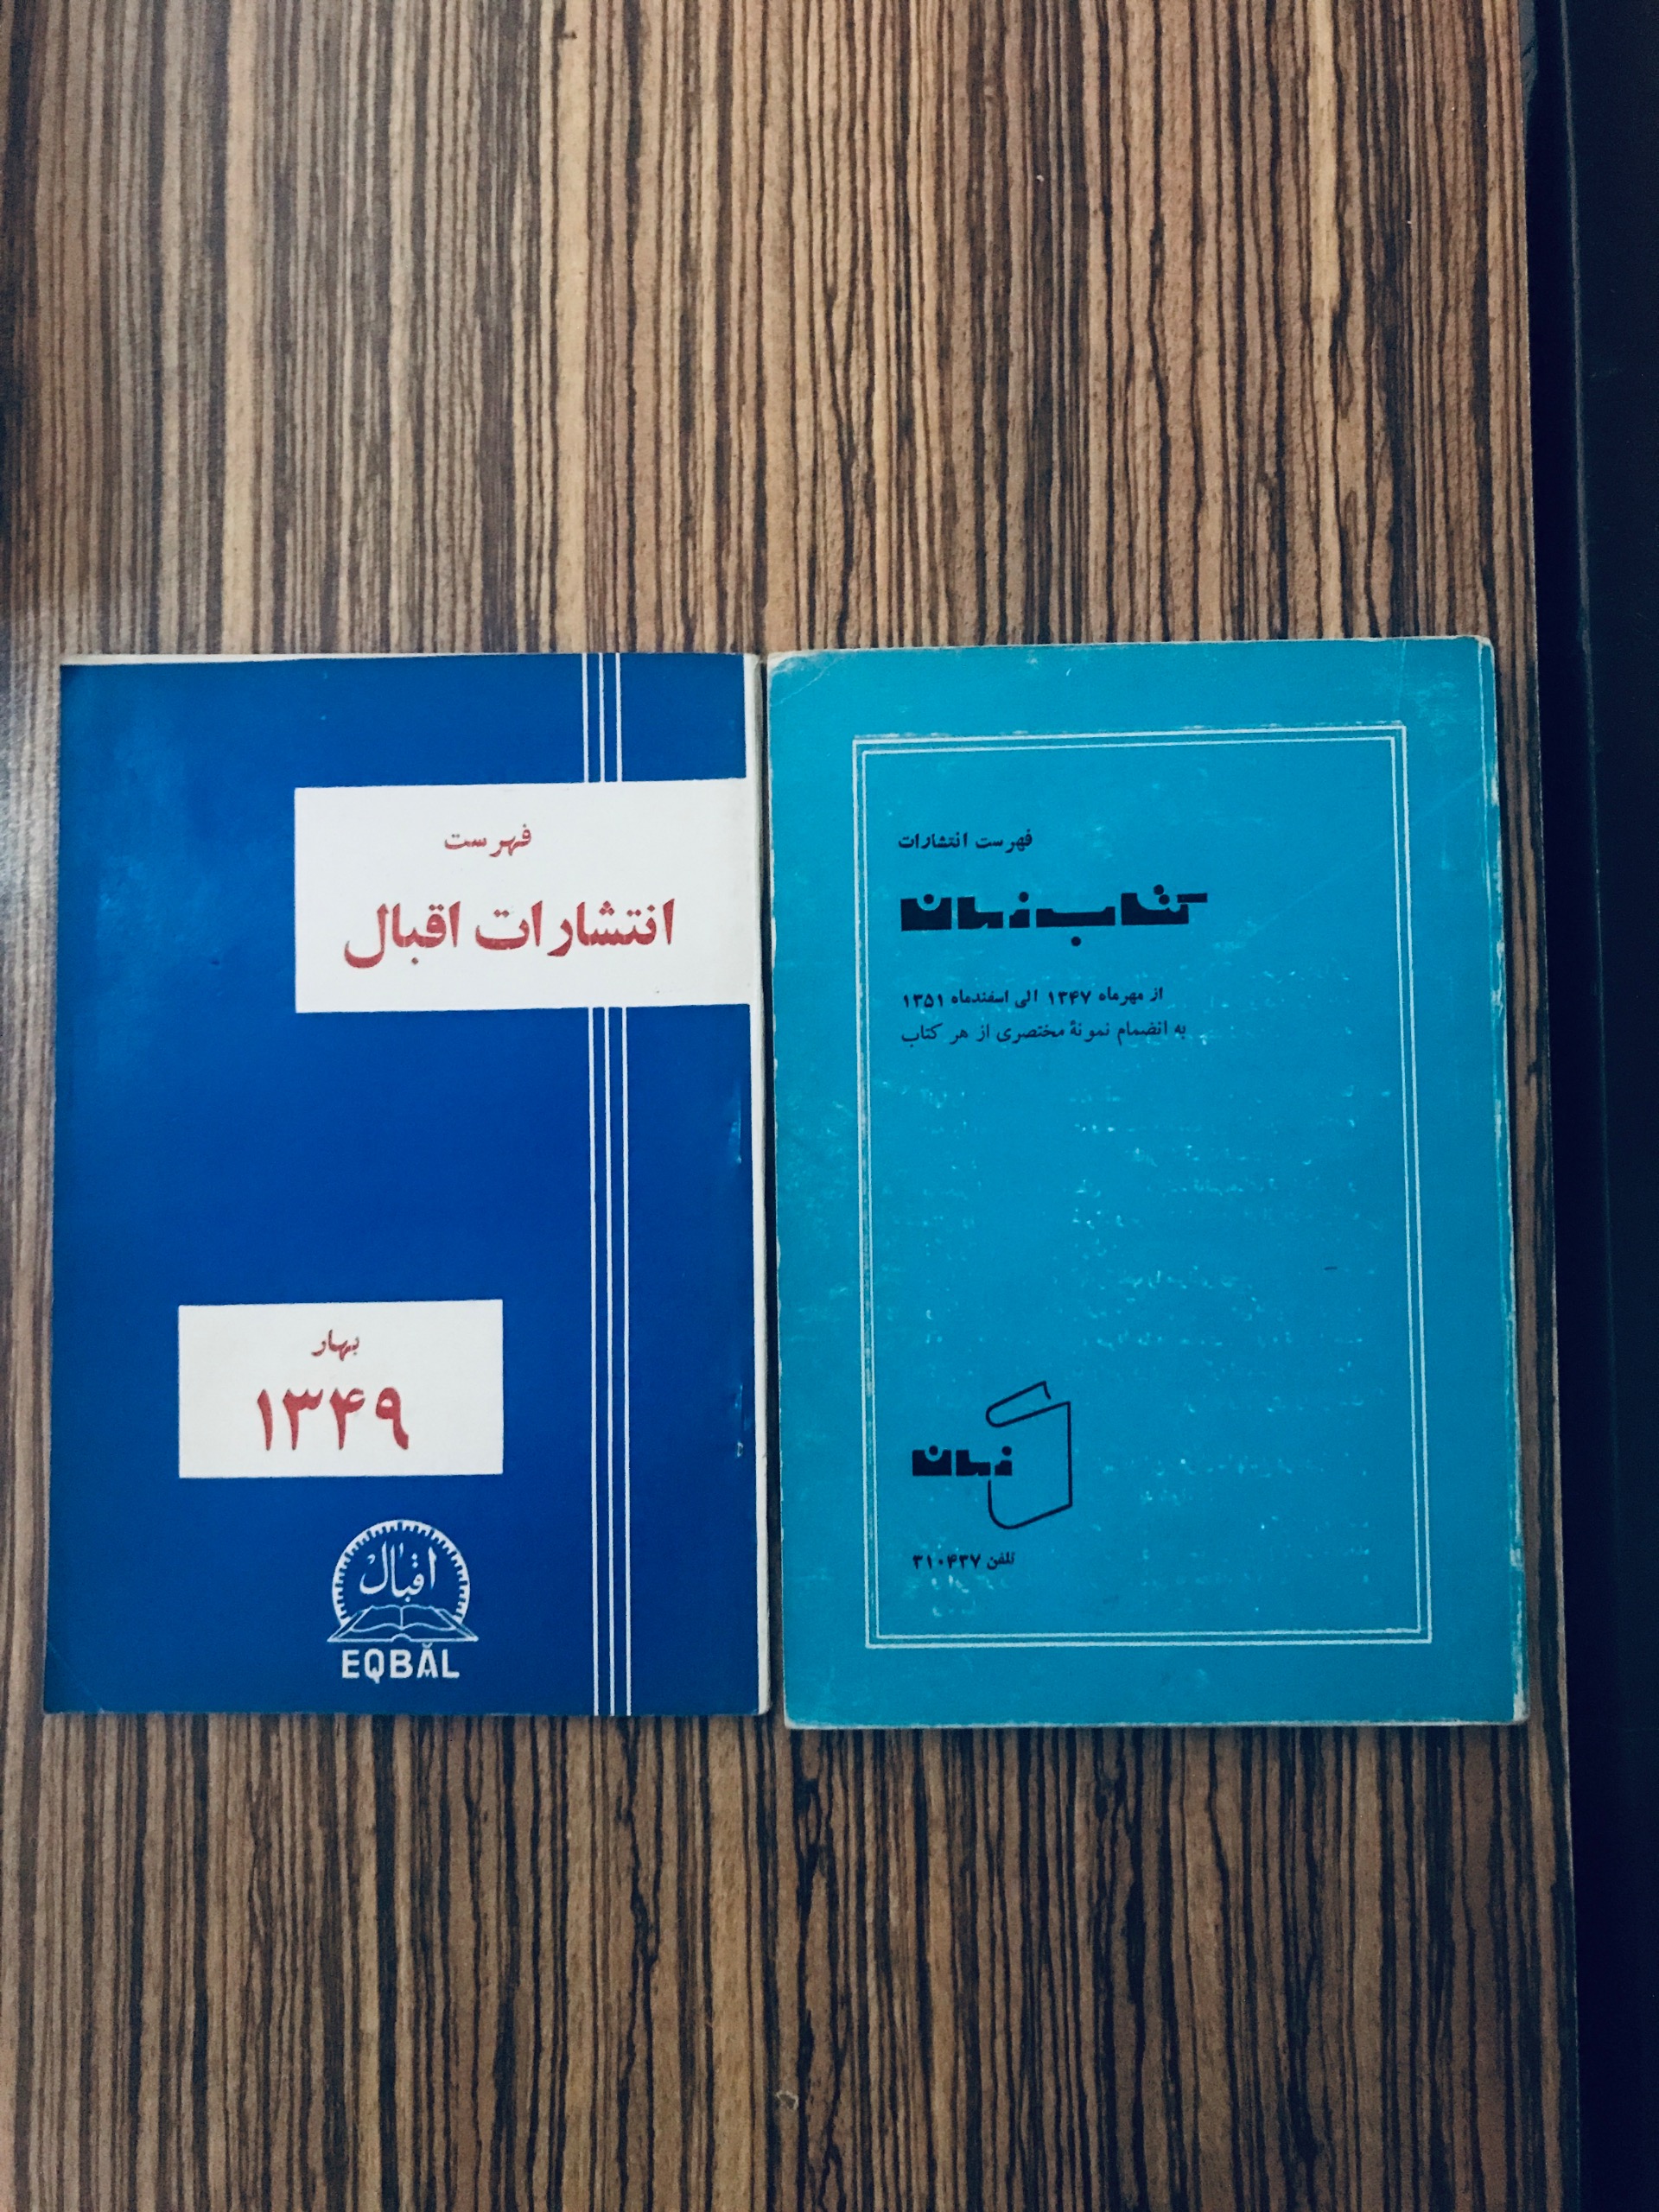 فهرست
انتشارات اقبال
بهار
۱۳۴۹
اقبال
EQBĂL
فهرست انتشارات
کتاب زمان
از مهرماه ۱۳۴۷ الی اسفندماه ۱۳۵۱
به انضمام نمونهٔ مختصری از هر کتاب
زمان
تلفن ۳۱۰۴۳۷